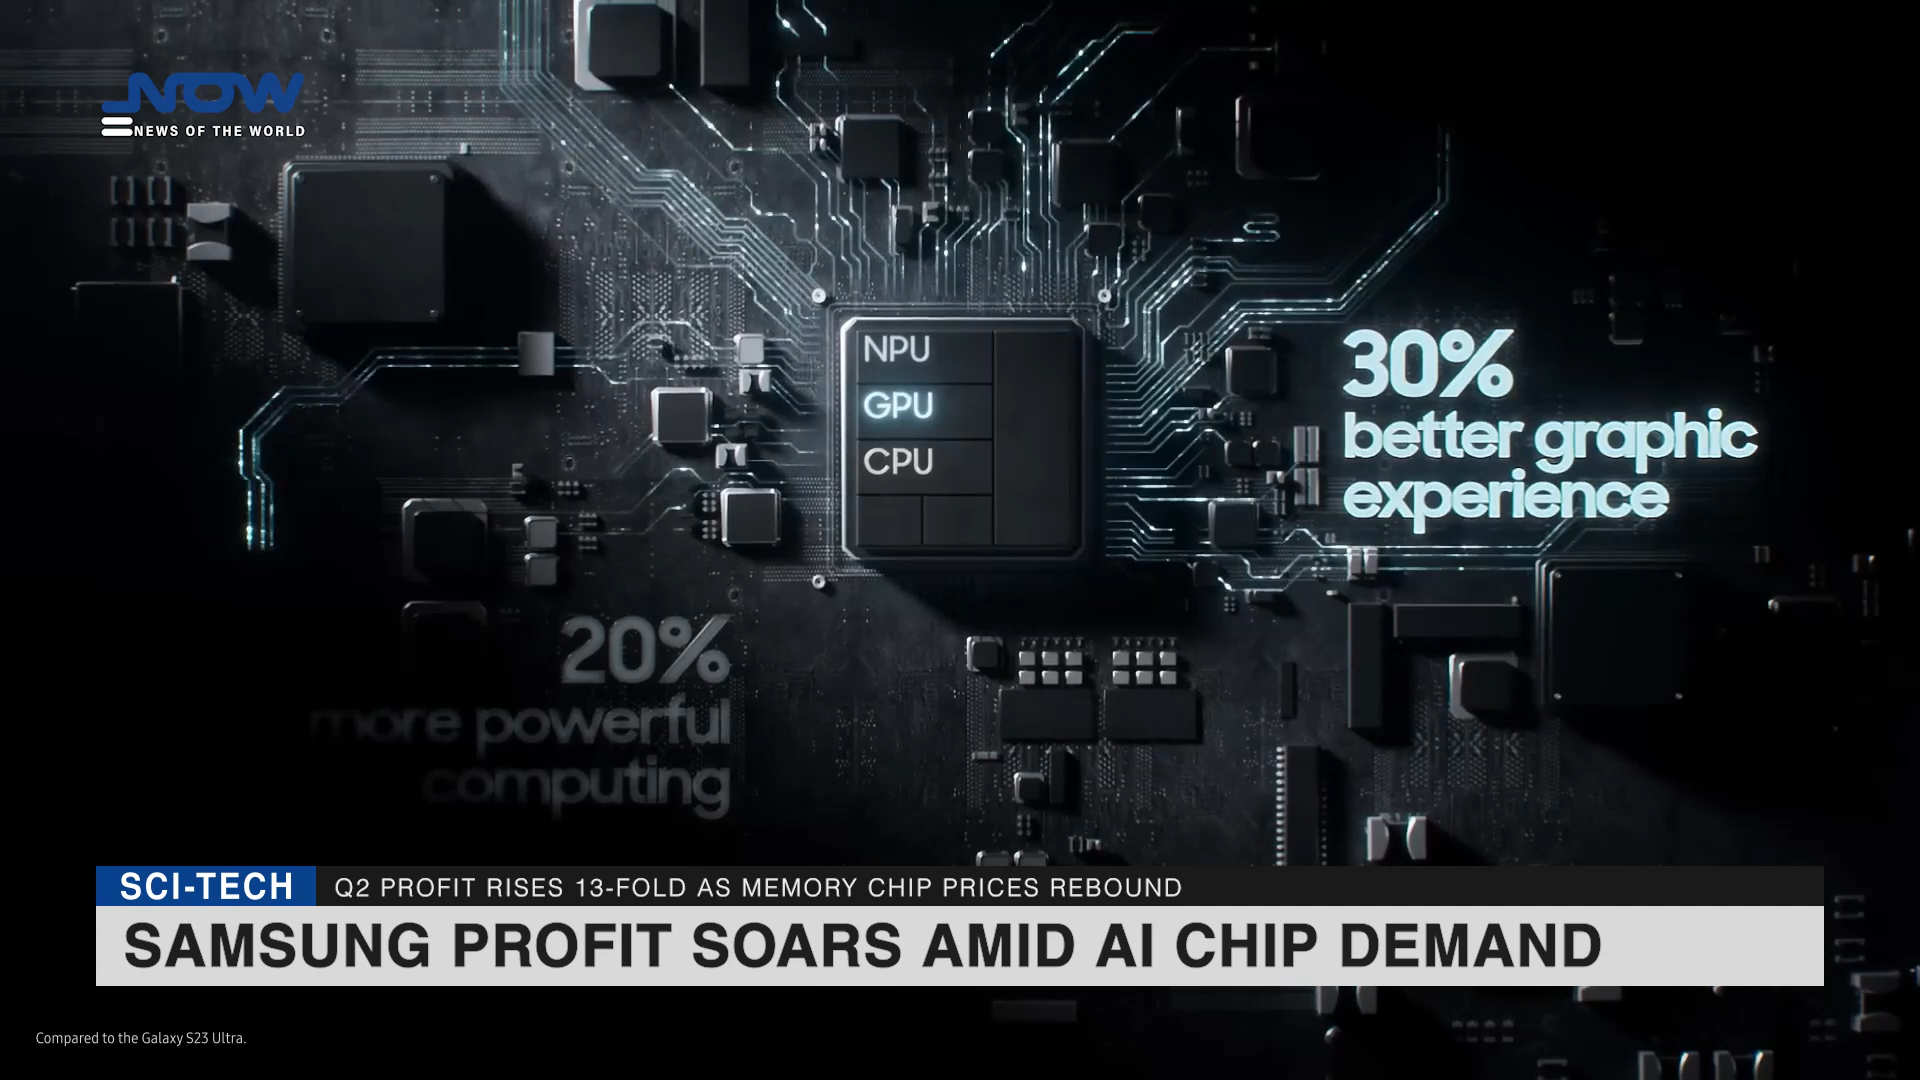 NOW
NEWS OF THE WORLD
NPU
GPU
CPU
30%
better graphic
experience
20%
more powerful
computing
SCI-TECH
Q2 PROFIT RISES 13-FOLD AS MEMORY CHIP PRICES REBOUND
SAMSUNG PROFIT SOARS AMID AI CHIP DEMAND
Compared to the Galaxy S23 Ultra.